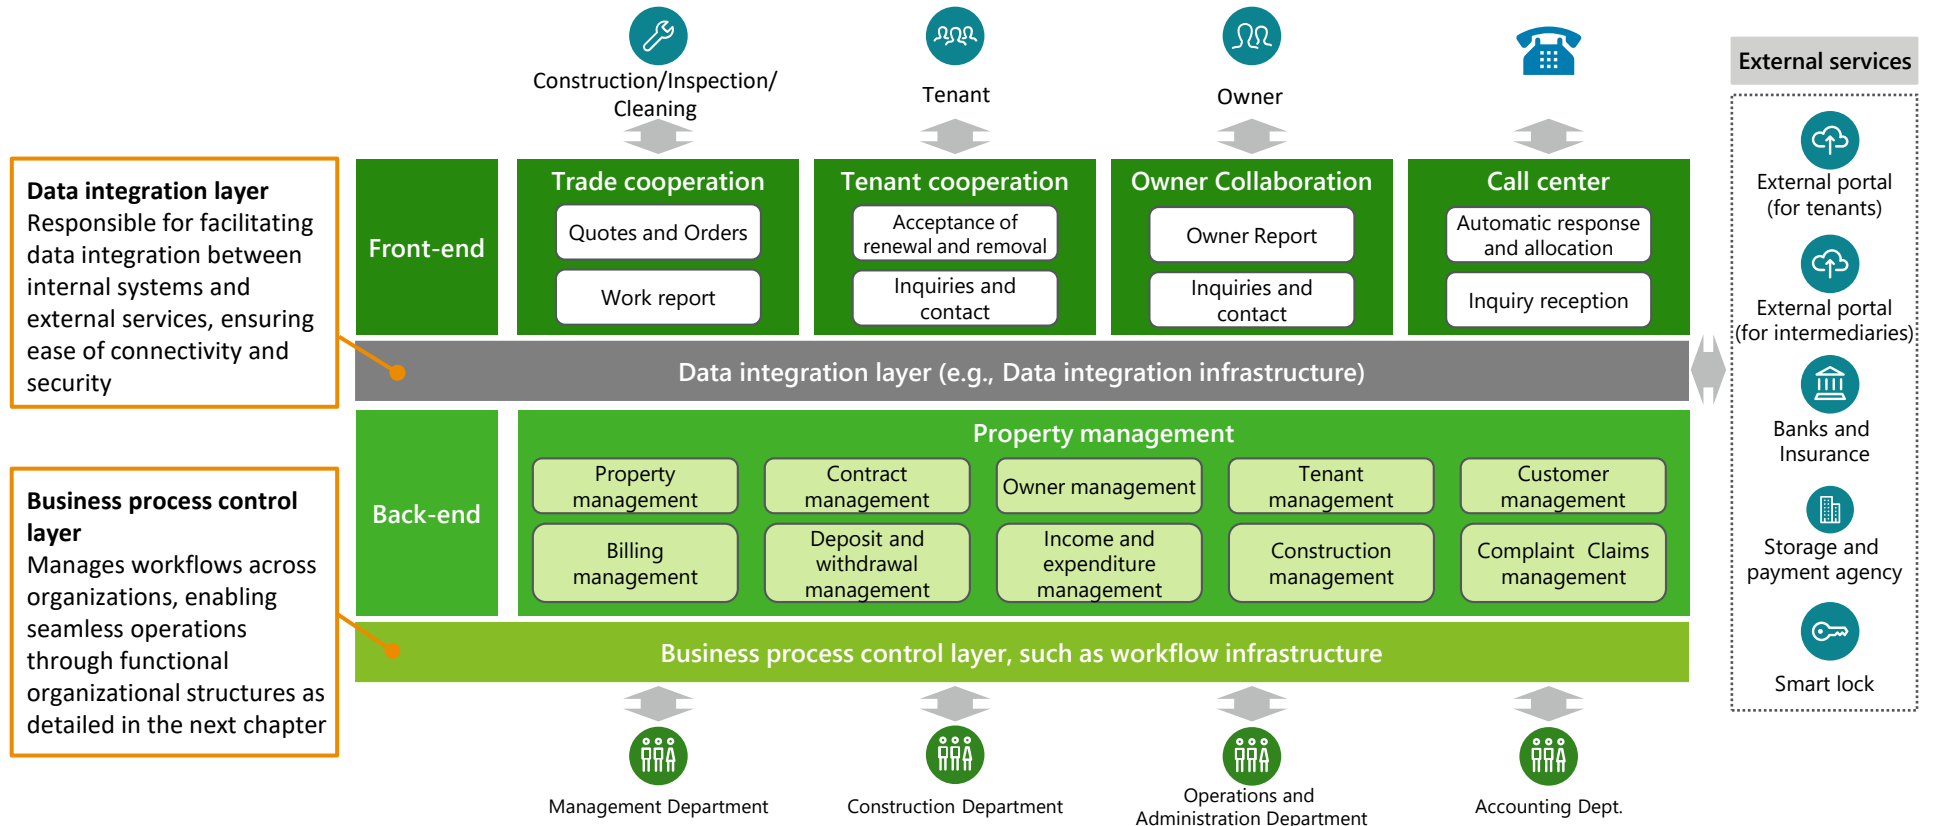 Construction/Inspection/
Cleaning
Tenant
Owner
External services
External portal
(for tenants)
External portal
(for intermediaries)
Banks and
Insurance
Storage and
payment agency
Smart lock
Data integration layer
Responsible for facilitating
data integration between
internal systems and
external services, ensuring
ease of connectivity and
security
Front-end
Trade cooperation
Quotes and Orders
Work report
Tenant cooperation
Acceptance of
renewal and removal
Inquiries and
contact
Owner Collaboration
Owner Report
Inquiries and
contact
Call center
Automatic response
and allocation
Inquiry reception
Data integration layer (e.g., Data integration infrastructure)
Business process control
layer
Manages workflows across
organizations, enabling
seamless operations
through functional
organizational structures as
detailed in the next chapter
Back-end
Property management
Property
management
Contract
management
Owner management
Tenant
management
Customer
management
Billing
management
Deposit and
withdrawal
management
Income and
expenditure
management
Construction
management
Complaint Claims
management
Business process control layer, such as workflow infrastructure
Management Department
Construction Department
Operations and
Administration Department
Accounting Dept.